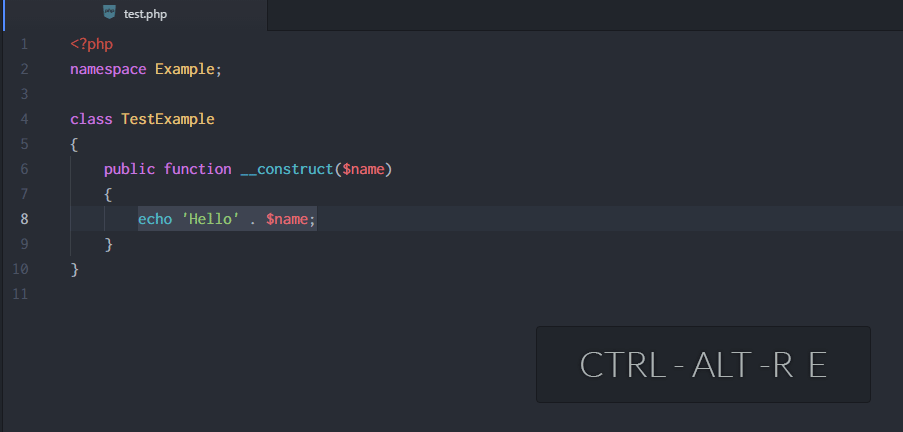 test.php
1 <?php
2 namespace Example;
3
4 class TestExample
5 {
6 public function __construct($name)
7 {
8 echo 'Hello' . $name;
9 }
10 }
11
CTRL - ALT -R E